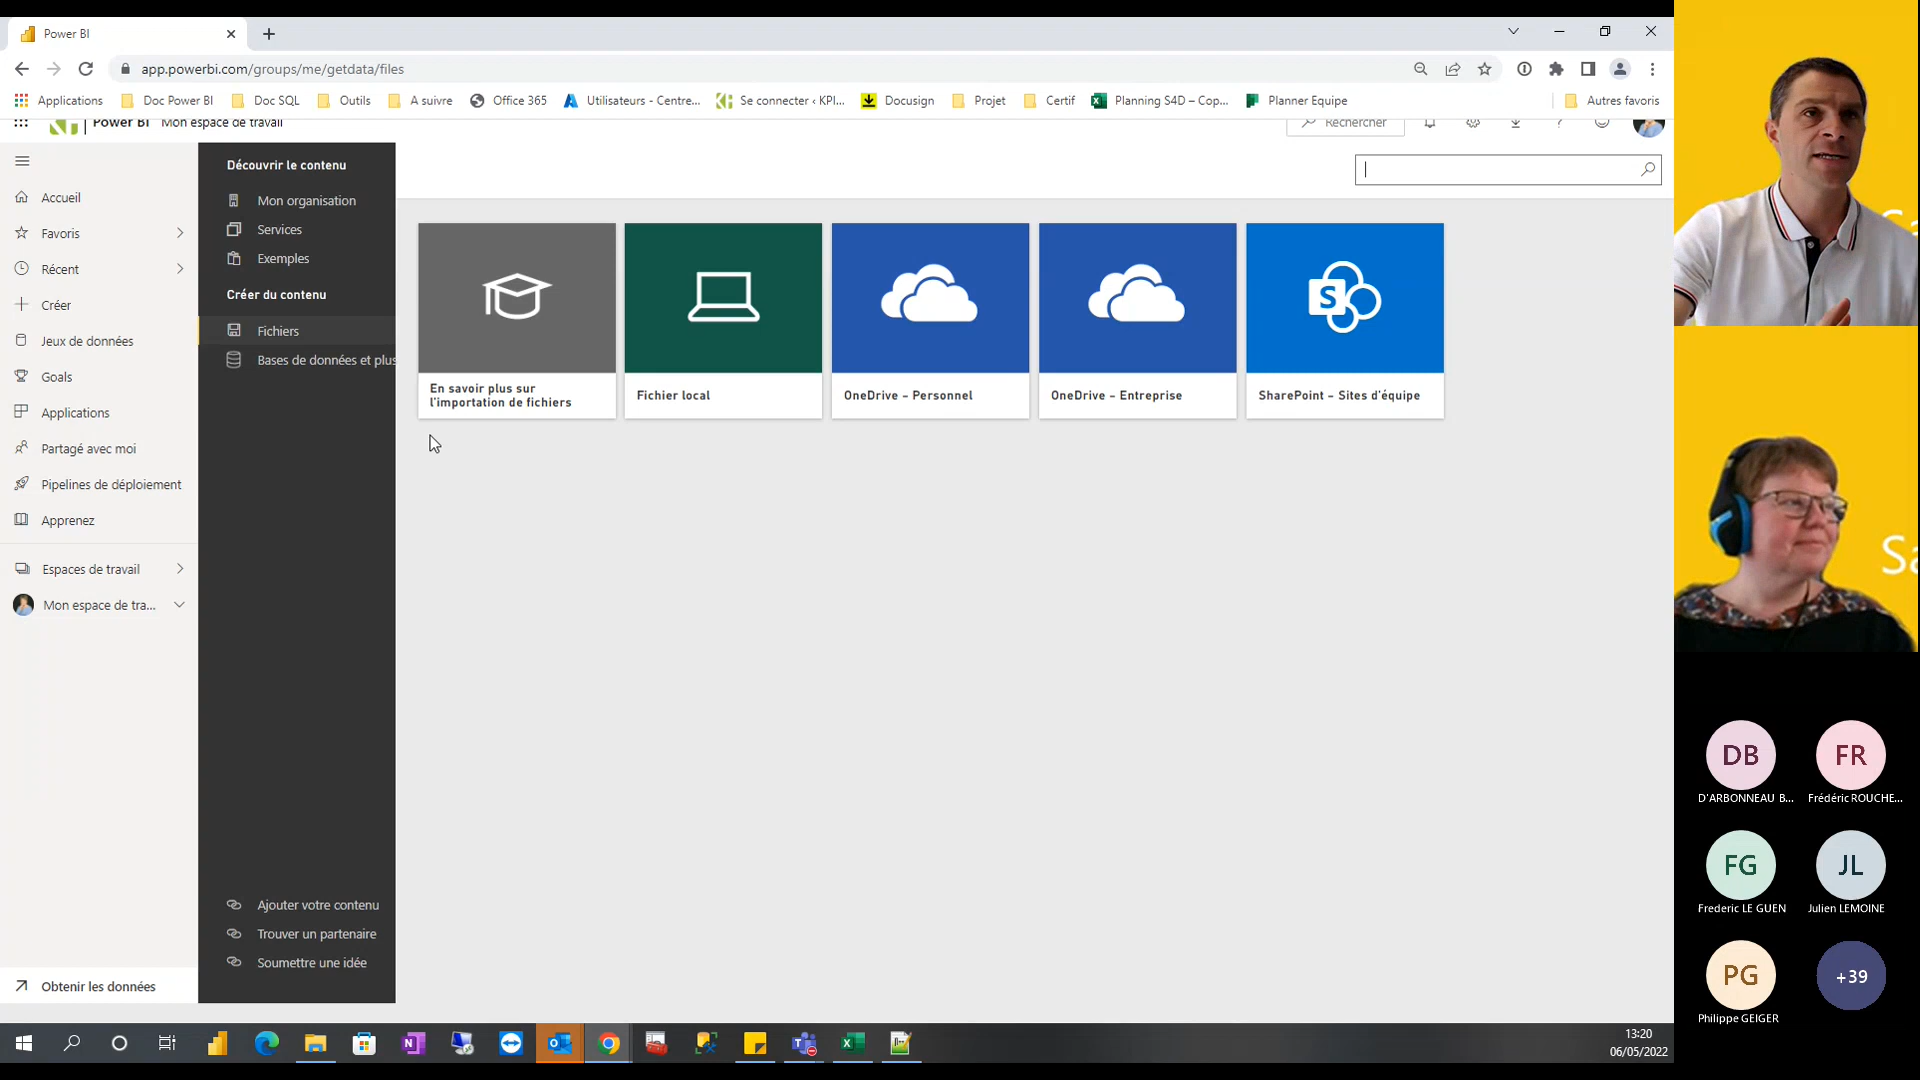 Power BI
app.powerbi.com/groups/me/getdata/files
Applications
Doc Power BI
Doc SQL
Outils
A suivre
Office 365
Utilisateurs - Centre...
Se connecter ‹ KPI...
Docusign
Projet
Certif
Planning S4D – Cop...
Planner Equipe
Autres favoris
Power BI Mon espace de travail
Rechercher
Accueil
Favoris
Récent
Créer
Jeux de données
Goals
Applications
Partagé avec moi
Pipelines de déploiement
Apprenez
Espaces de travail
Mon espace de tra...
Obtenir les données
Découvrir le contenu
Mon organisation
Services
Exemples
Créer du contenu
Fichiers
Bases de données et plus
Ajouter votre contenu
Trouver un partenaire
Soumettre une idée
En savoir plus sur
l'importation de fichiers
Fichier local
OneDrive – Personnel
OneDrive – Entreprise
S
SharePoint – Sites d'équipe
Sa
DB
D'ARBONNEAU B...
FR
Frédéric ROUCHE...
FG
Frederic LE GUEN
JL
Julien LEMOINE
PG
Philippe GEIGER
+39
13:20
06/05/2022